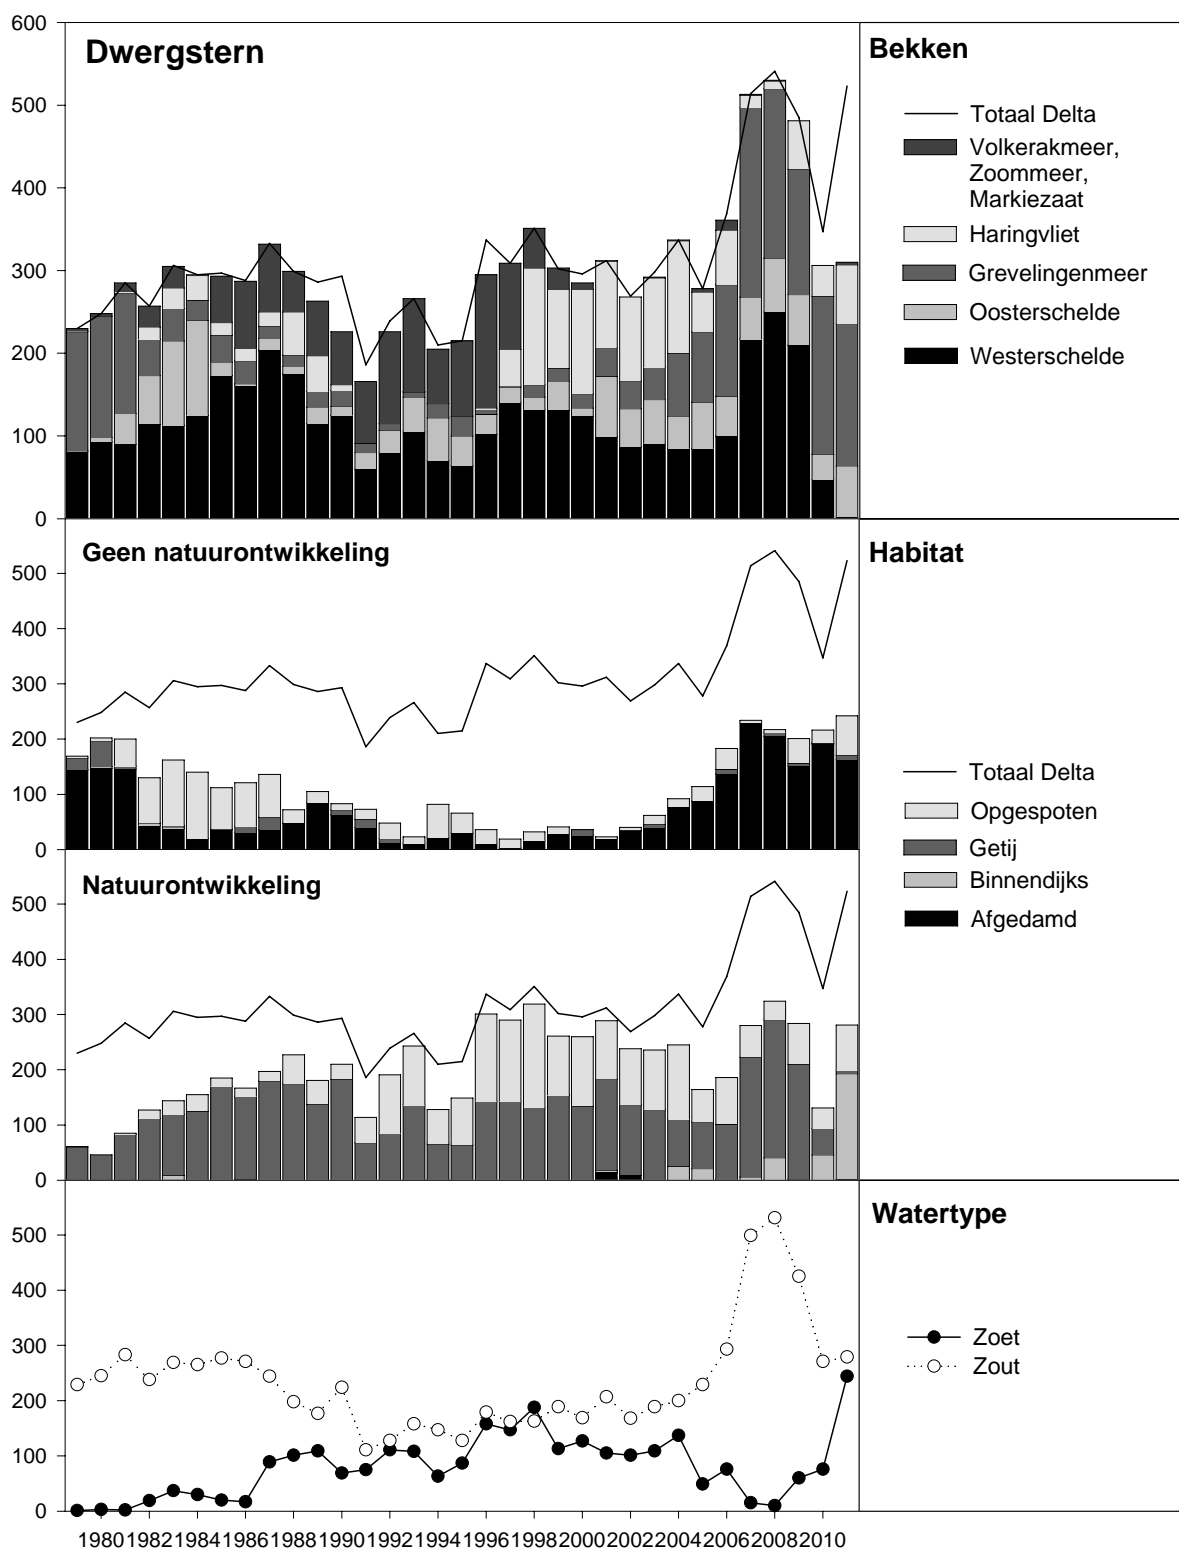 600
500
400
300
200
100
0
Dwergstern
Bekken
Totaal Delta
Volkerakmeer,
Zoommeer,
Markiezaat
Haringvliet
Grevelingenmeer
Oosterschelde
Westerschelde
500
400
300
200
100
0
Geen natuurontwikkeling
Habitat
Totaal Delta
Opgespoten
Getij
Binnendijks
Afgedamd
500
400
300
200
100
0
Natuurontwikkeling
500
400
300
200
100
0
Watertype
Zoet
Zout
1980 1982 1984 1986 1988 1990 1992 1994 1996 1998 2000 2002 2004 2006 2008 2010